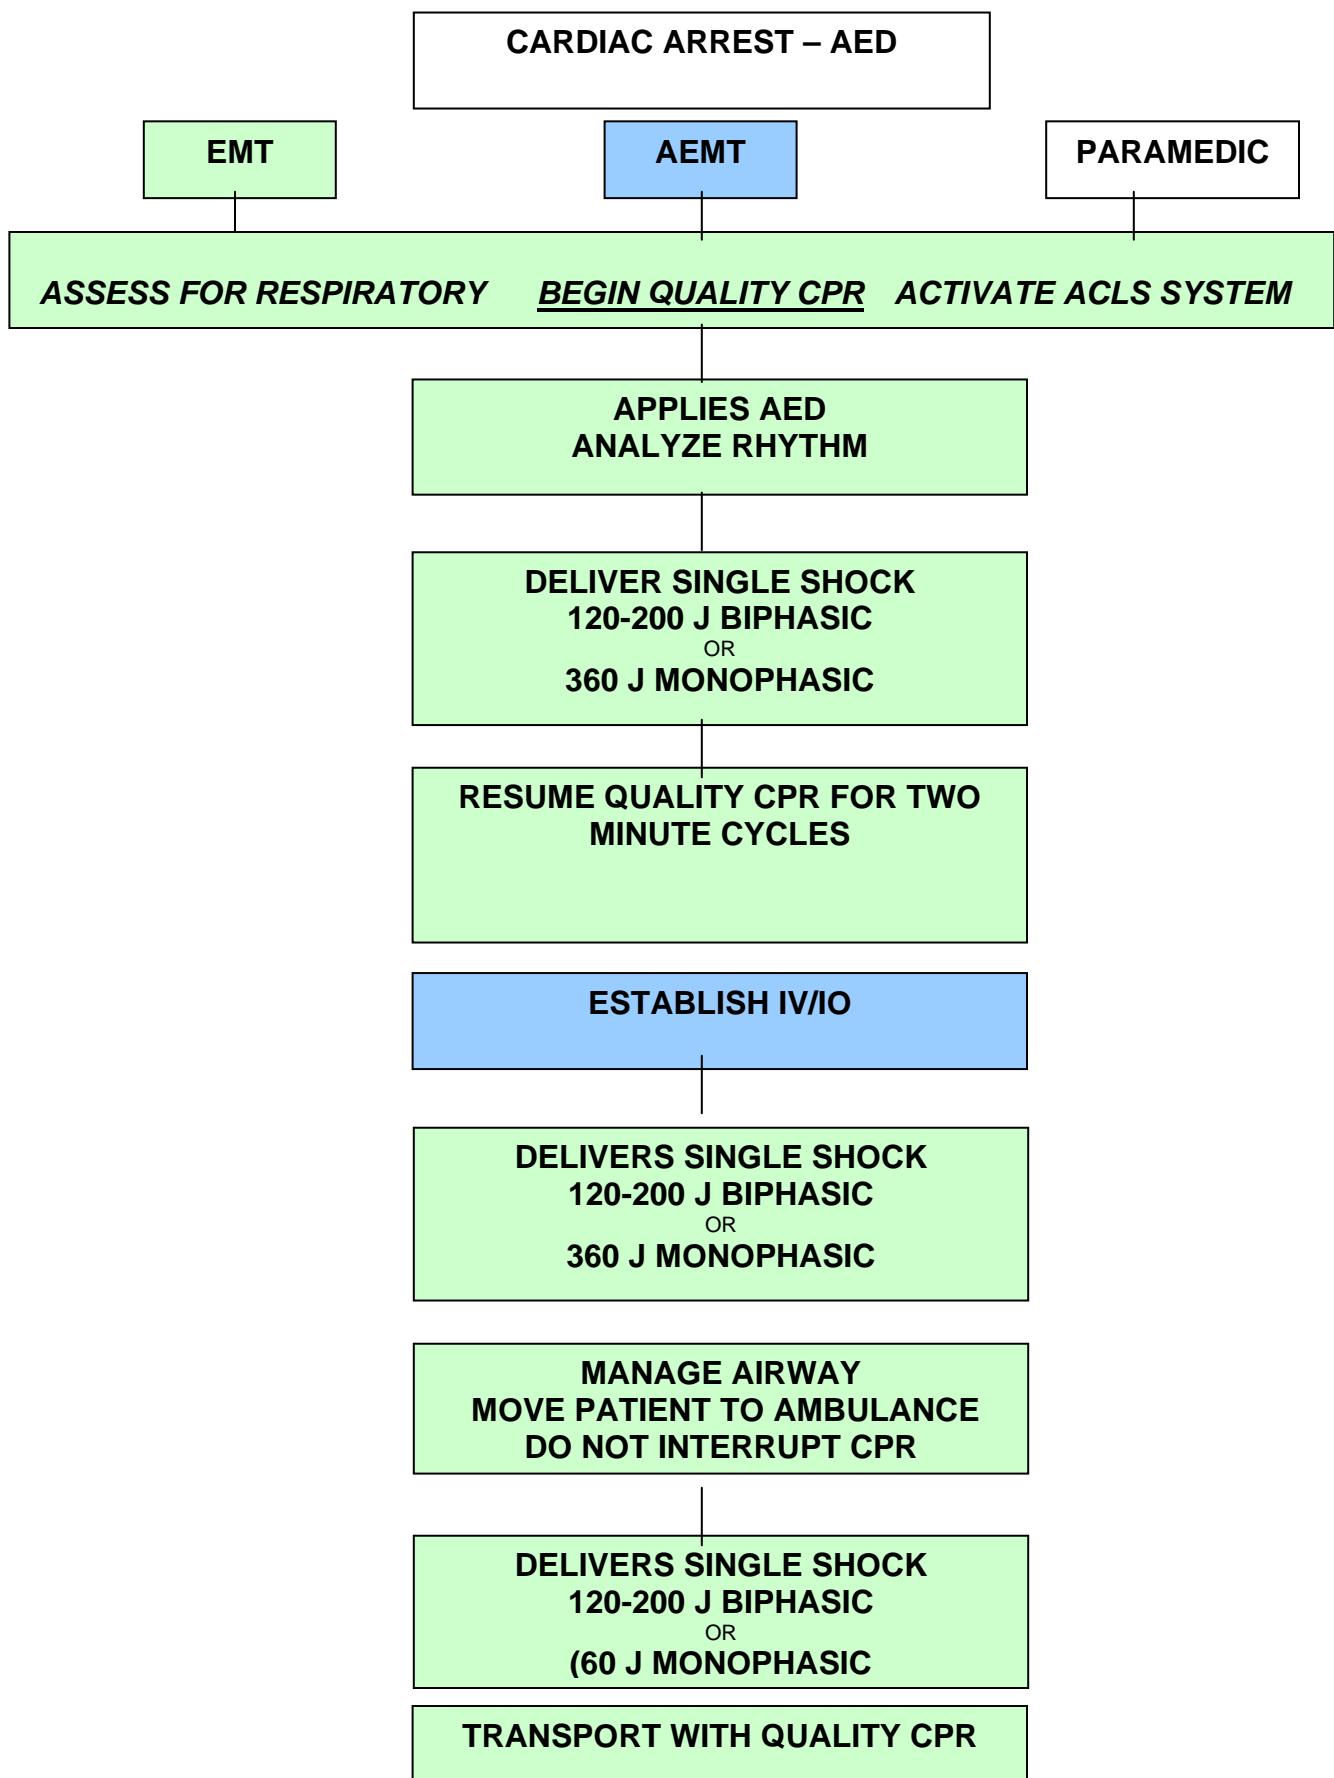 CARDIAC ARREST – AED
EMT
AEMT
PARAMEDIC
ASSESS FOR RESPIRATORY BEGIN QUALITY CPR ACTIVATE ACLS SYSTEM
APPLIES AED
ANALYZE RHYTHM
DELIVER SINGLE SHOCK
120-200 J BIPHASIC
OR
360 J MONOPHASIC
RESUME QUALITY CPR FOR TWO
MINUTE CYCLES
ESTABLISH IV/IO
DELIVERS SINGLE SHOCK
120-200 J BIPHASIC
OR
360 J MONOPHASIC
MANAGE AIRWAY
MOVE PATIENT TO AMBULANCE
DO NOT INTERRUPT CPR
DELIVERS SINGLE SHOCK
120-200 J BIPHASIC
OR
(60 J MONOPHASIC
TRANSPORT WITH QUALITY CPR